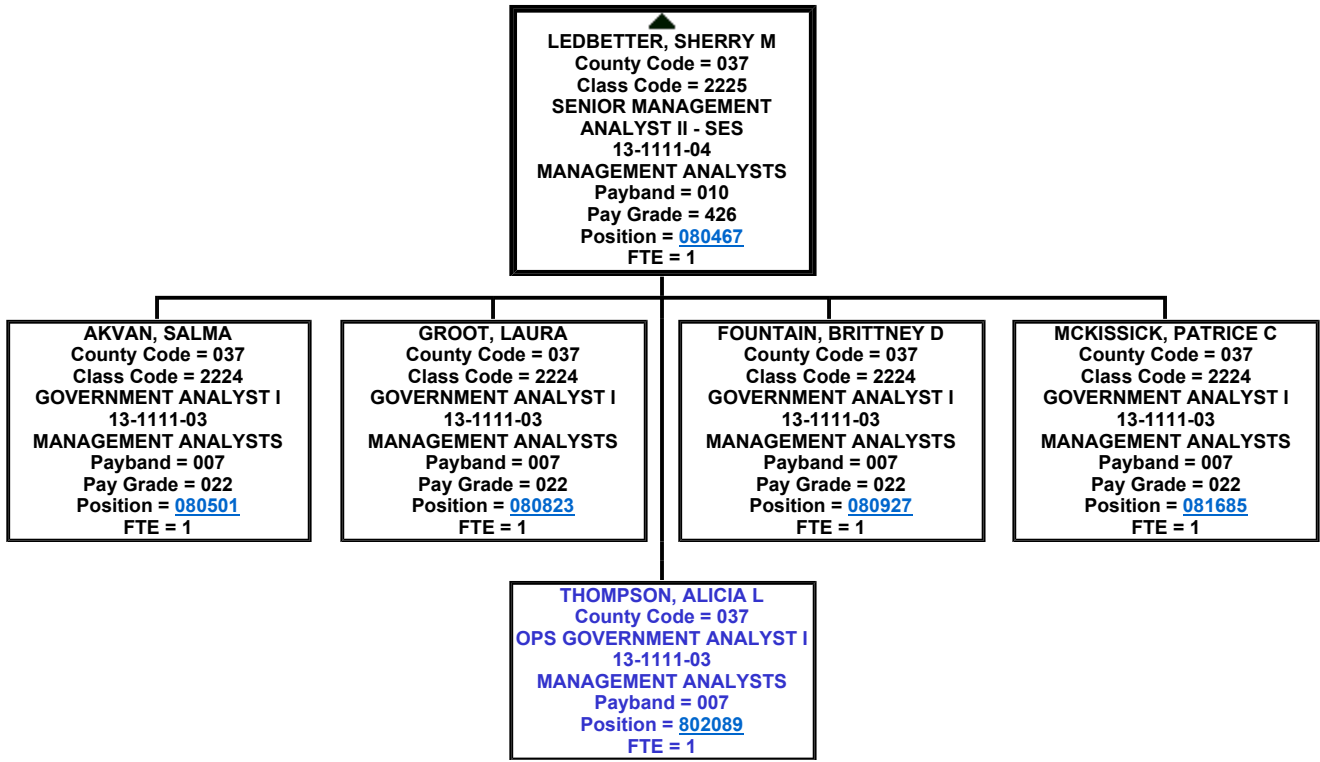 LEDBETTER, SHERRY M
County Code = 037
Class Code = 2225
SENIOR MANAGEMENT
ANALYST II - SES
13-1111-04
MANAGEMENT ANALYSTS
Payband = 010
Pay Grade = 426
Position = 080467
FTE = 1
AKVAN, SALMA
County Code = 037
Class Code = 2224
GOVERNMENT ANALYST I
13-1111-03
MANAGEMENT ANALYSTS
Payband = 007
Pay Grade = 022
Position = 080501
FTE = 1
GROOT, LAURA
County Code = 037
Class Code = 2224
GOVERNMENT ANALYST I
13-1111-03
MANAGEMENT ANALYSTS
Payband = 007
Pay Grade = 022
Position = 080823
FTE = 1
FOUNTAIN, BRITTNEY D
County Code = 037
Class Code = 2224
GOVERNMENT ANALYST I
13-1111-03
MANAGEMENT ANALYSTS
Payband = 007
Pay Grade = 022
Position = 080927
FTE = 1
MCKISSICK, PATRICE C
County Code = 037
Class Code = 2224
GOVERNMENT ANALYST I
13-1111-03
MANAGEMENT ANALYSTS
Payband = 007
Pay Grade = 022
Position = 081685
FTE = 1
THOMPSON, ALICIA L
County Code = 037
OPS GOVERNMENT ANALYST I
13-1111-03
MANAGEMENT ANALYSTS
Payband = 007
Position = 802089
FTE = 1